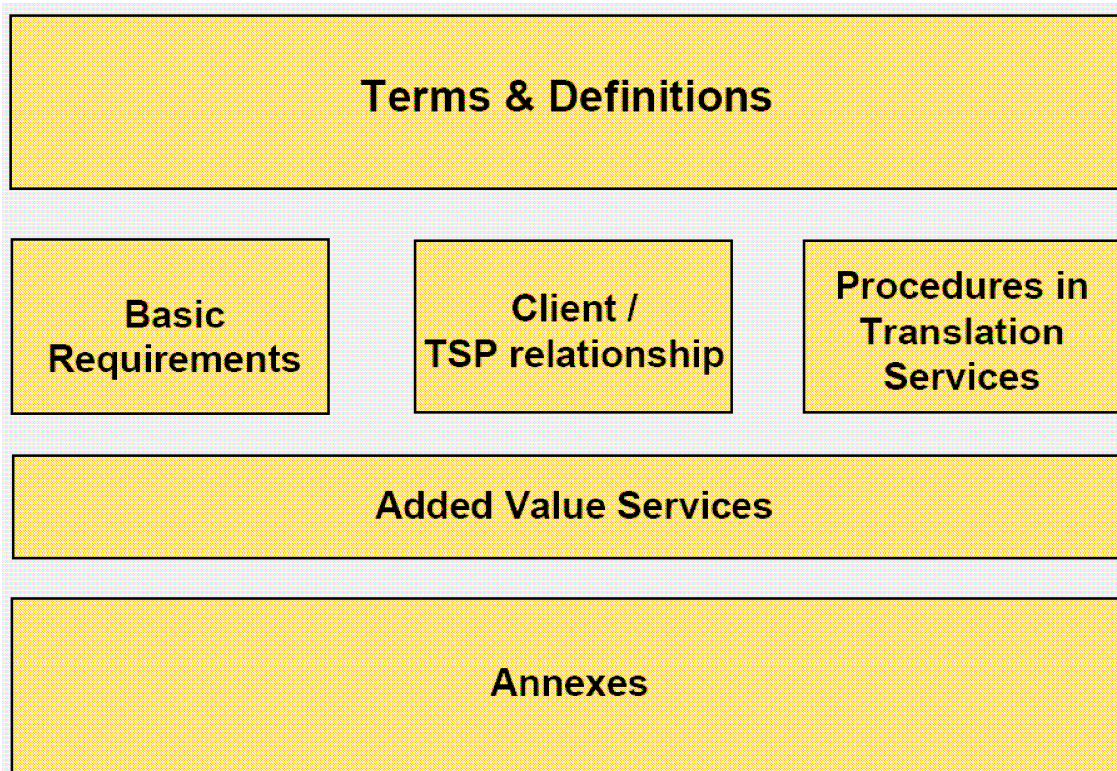 Terms & Definitions
Basic
Requirements
Client /
TSP relationship
Procedures in
Translation
Services
Added Value Services
Annexes